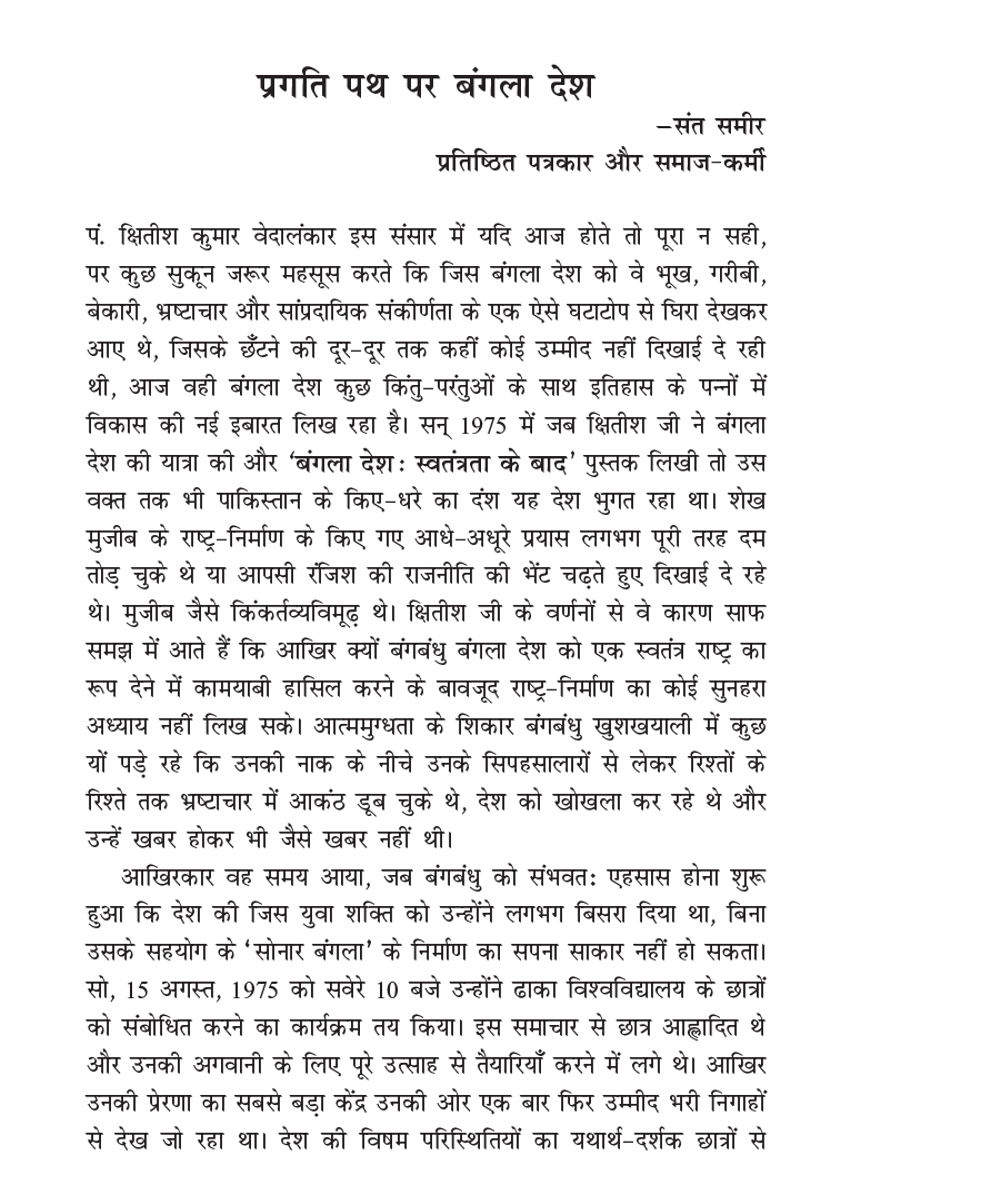 प्रगति पथ पर बंगला देश
–संत समीर
प्रतिष्ठित पत्रकार और समाज-कर्मी
पं. क्षितीश कुमार वेदालंकार इस संसार में यदि आज होते तो पूरा न सही,
पर कुछ सुकून जरूर महसूस करते कि जिस बंगला देश को वे भूख, गरीबी,
बेकारी, भ्रष्टाचार और सांप्रदायिक संकीर्णता के एक ऐसे घटाटोप से घिरा देखकर
आए थे, जिसके छँटने की दूर-दूर तक कहीं कोई उम्मीद नहीं दिखाई दे रही
थी, आज वही बंगला देश कुछ किंतु-परंतुओं के साथ इतिहास के पन्नों में
विकास की नई इबारत लिख रहा है। सन् 1975 में जब क्षितीश जी ने बंगला
देश की यात्रा की और ‘बंगला देश: स्वतंत्रता के बाद’ पुस्तक लिखी तो उस
वक्त तक भी पाकिस्तान के किए-धरे का दंश यह देश भुगत रहा था। शेख
मुजीब के राष्ट्र-निर्माण के किए गए आधे-अधूरे प्रयास लगभग पूरी तरह दम
तोड़ चुके थे या आपसी रंजिश की राजनीति की भेंट चढ़ते हुए दिखाई दे रहे
थे। मुजीब जैसे किंकर्तव्यविमूढ़ थे। क्षितीश जी के वर्णनों से वे कारण साफ
समझ में आते हैं कि आखिर क्यों बंगबंधु बंगला देश को एक स्वतंत्र राष्ट्र का
रूप देने में कामयाबी हासिल करने के बावजूद राष्ट्र-निर्माण का कोई सुनहरा
अध्याय नहीं लिख सके। आत्ममुग्धता के शिकार बंगबंधु खुशखयाली में कुछ
यों पड़े रहे कि उनकी नाक के नीचे उनके सिपहसालारों से लेकर रिश्तों के
रिश्ते तक भ्रष्टाचार में आकंठ डूब चुके थे, देश को खोखला कर रहे थे और
उन्हें खबर होकर भी जैसे खबर नहीं थी।
आखिरकार वह समय आया, जब बंगबंधु को संभवत: एहसास होना शुरू
हुआ कि देश की जिस युवा शक्ति को उन्होंने लगभग बिसरा दिया था, बिना
उसके सहयोग के ‘सोनार बंगला’ के निर्माण का सपना साकार नहीं हो सकता।
सो, 15 अगस्त, 1975 को सवेरे 10 बजे उन्होंने ढाका विश्वविद्यालय के छात्रों
को संबोधित करने का कार्यक्रम तय किया। इस समाचार से छात्र आह्लादित थे
और उनकी अगवानी के लिए पूरे उत्साह से तैयारियाँ करने में लगे थे। आखिर
उनकी प्रेरणा का सबसे बड़ा केंद्र उनकी ओर एक बार फिर उम्मीद भरी निगाहों
से देख जो रहा था। देश की विषम परिस्थितियों का यथार्थ-दर्शक छात्रों से